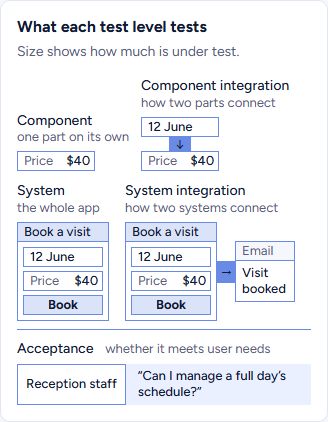 What each test level tests
Size shows how much is under test.
Component
one part on its own
Price $40
Component integration
how two parts connect
12 June
↓
Price $40
System
the whole app
Book a visit
12 June
Price $40
Book
System integration
how two systems connect
Book a visit
12 June
Price $40
Book
→
Email
Visit
booked
Acceptance whether it meets user needs
Reception staff
“Can I manage a full day’s
schedule?”